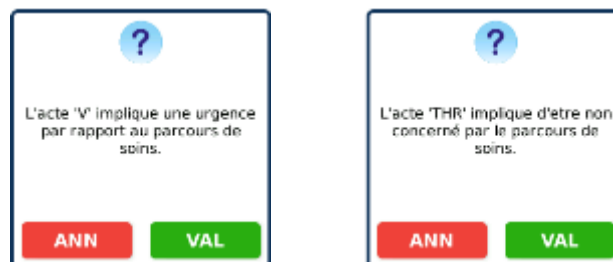 ?
L'acte 'V' implique une urgence
par rapport au parcours de
soins.
ANN VAL
?
L'acte 'THR' implique d'etre non
concerné par le parcours de
soins.
ANN VAL